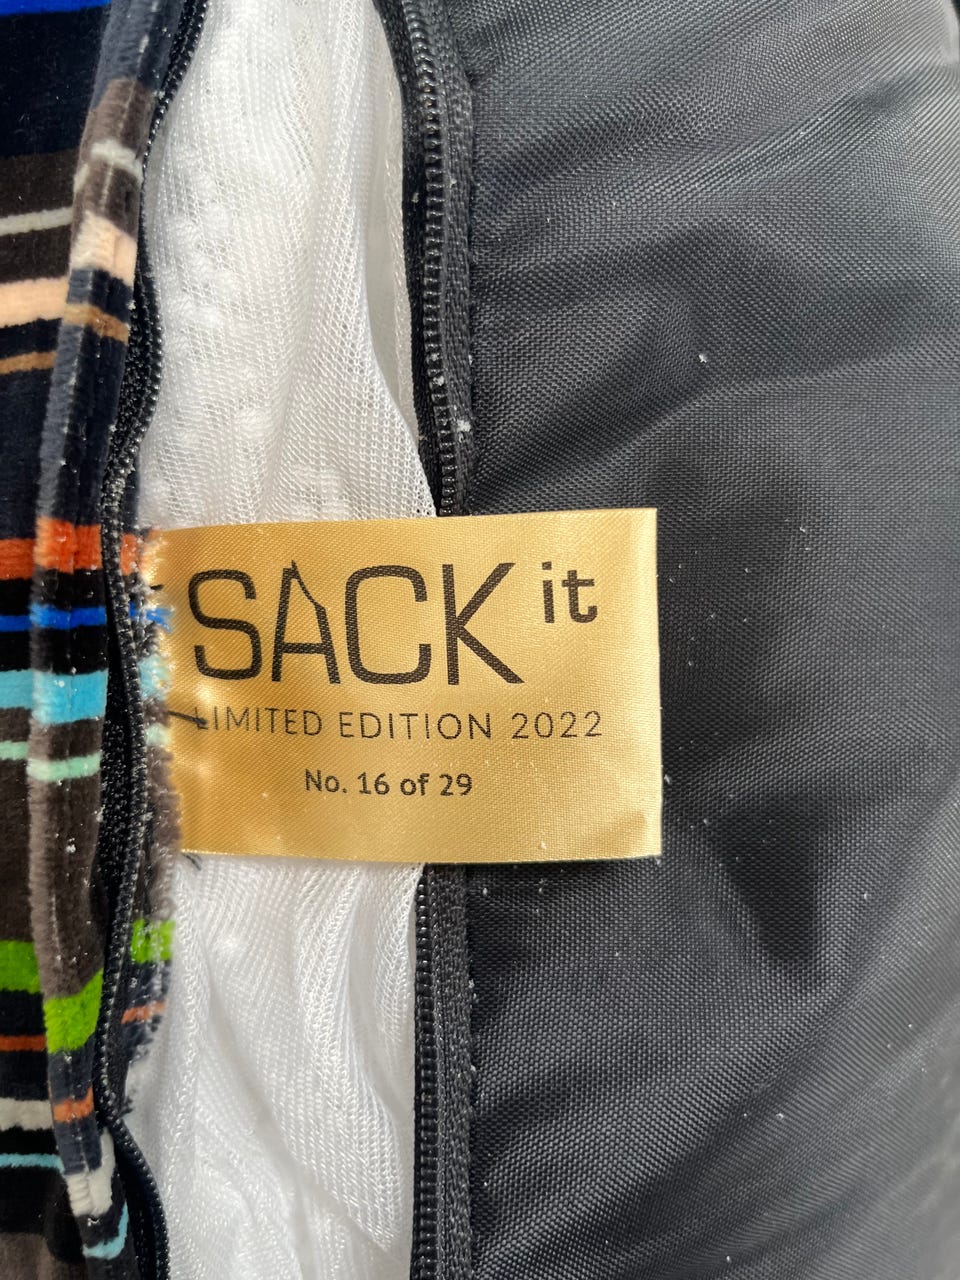 SACK it
LIMITED EDITION 2022
No. 16 of 29